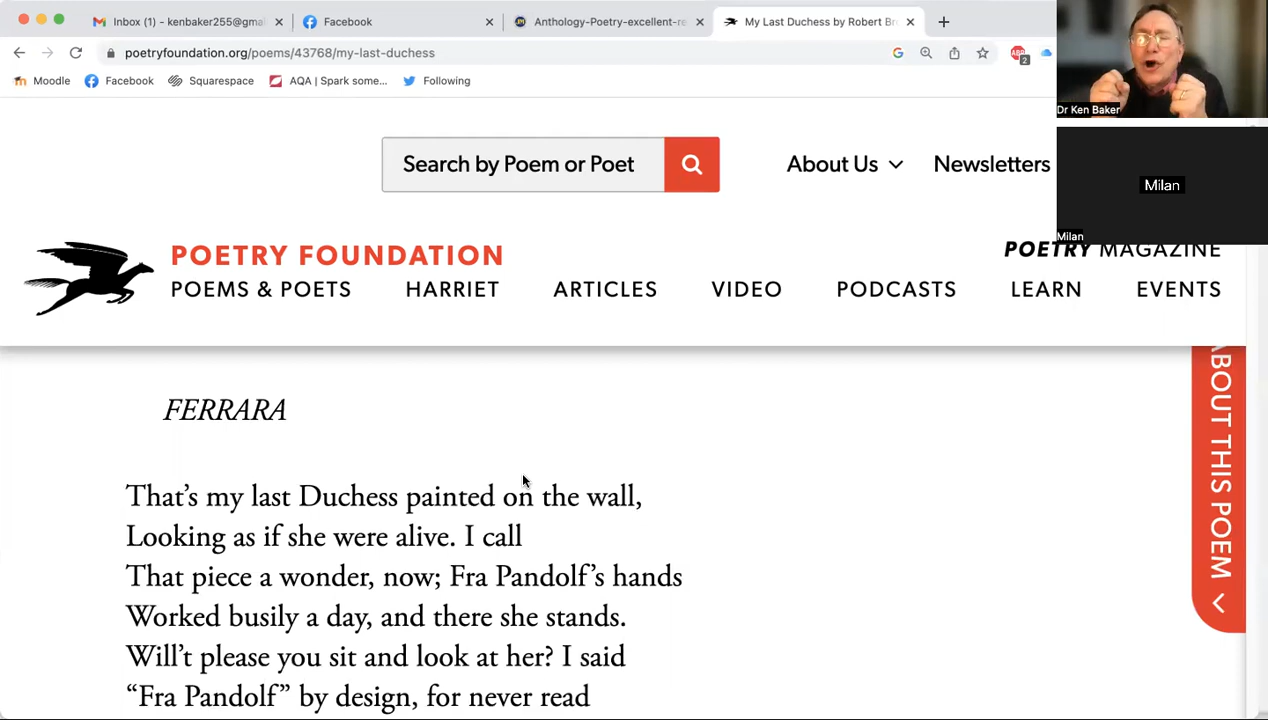 Inbox (1) - kenbaker255@gmai
Facebook
Anthology-Poetry-excellent-re
My Last Duchess by Robert Br
poetryfoundation.org/poems/43768/my-last-duchess
Moodle
Facebook
Squarespace
AQA | Spark some...
Following
ABP
2
Dr Ken Baker
Milan
Milan
Search by Poem or Poet
About Us
Newsletters
POETRY FOUNDATION
POETRY MAGAZINE
POEMS & POETS
HARRIET
ARTICLES
VIDEO
PODCASTS
LEARN
EVENTS
ABOUT THIS POEM
FERRARA
That’s my last Duchess painted on the wall,
Looking as if she were alive. I call
That piece a wonder, now; Fra Pandolf’s hands
Worked busily a day, and there she stands.
Will’t please you sit and look at her? I said
“Fra Pandolf” by design, for never read